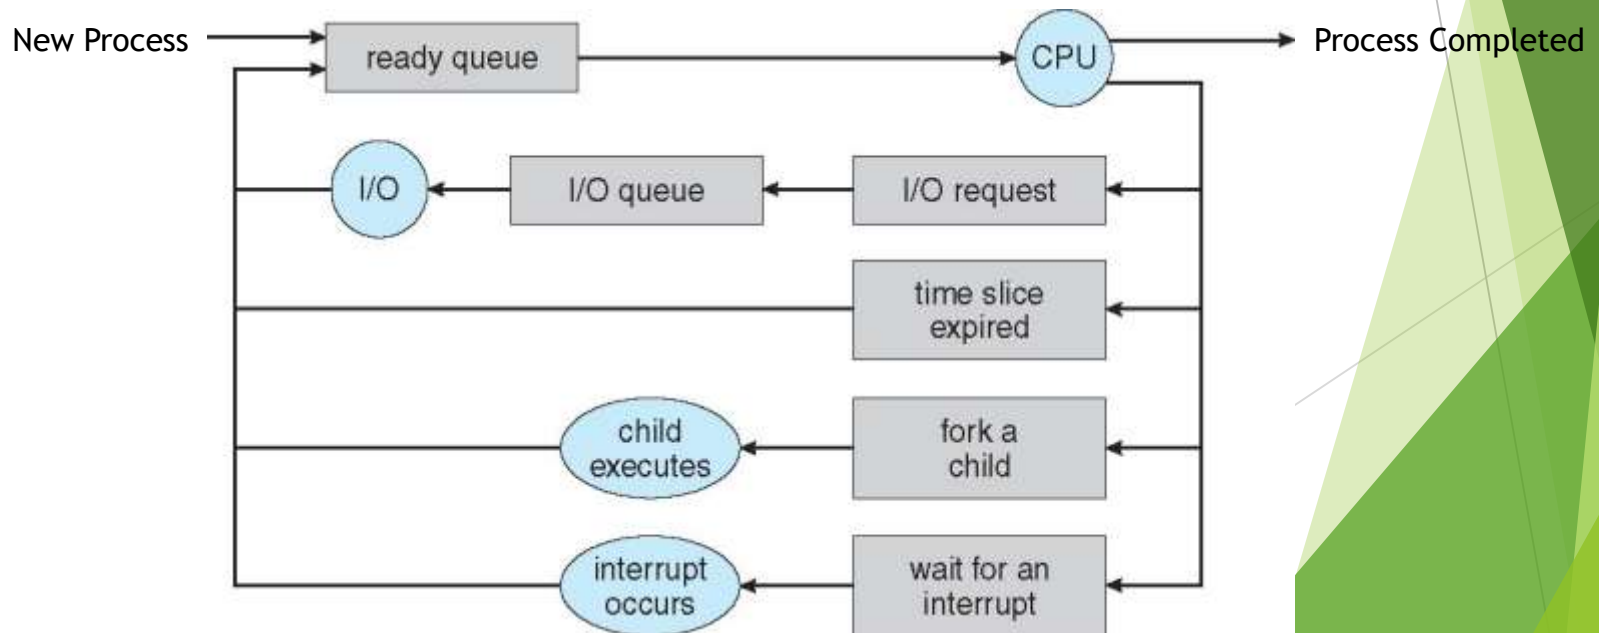 New Process
ready queue
CPU
Process Completed
I/O
I/O queue
I/O request
time slice
expired
child
executes
fork a
child
interrupt
occurs
wait for an
interrupt